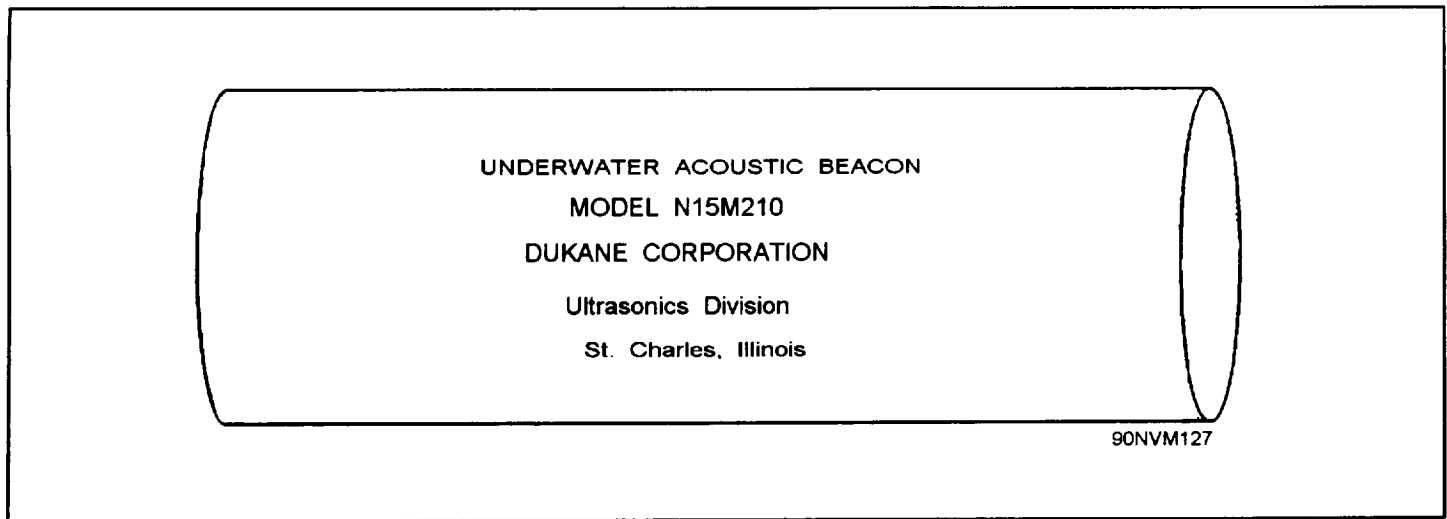 UNDERWATER ACOUSTIC BEACON
MODEL N15M210
DUKANE CORPORATION
Ultrasonics Division
St. Charles, Illinois
90NVM127